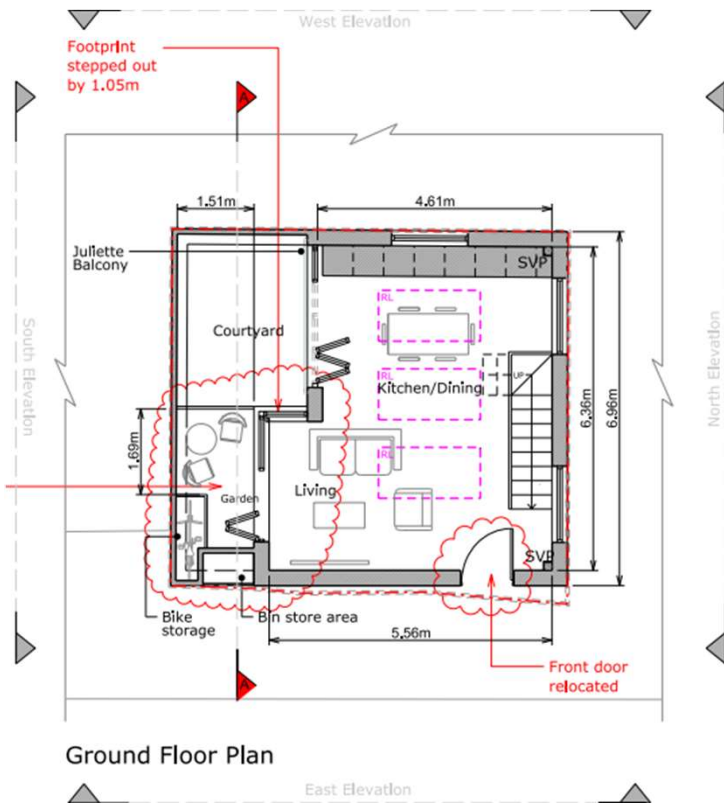 West Elevation
Footprint
stepped out
by 1.05m
A
1.51m
4.61m
Juliette
Balcony
SVP
RL
Courtyard
South Elevation
North Elevation
UP
RL
Kitchen/Dining
6.36m
6.96m
1.69m
RL
Living
Garden
SVP
Bike
storage
Bin store area
5.56m
Front door
relocated
A
Ground Floor Plan
East Elevation